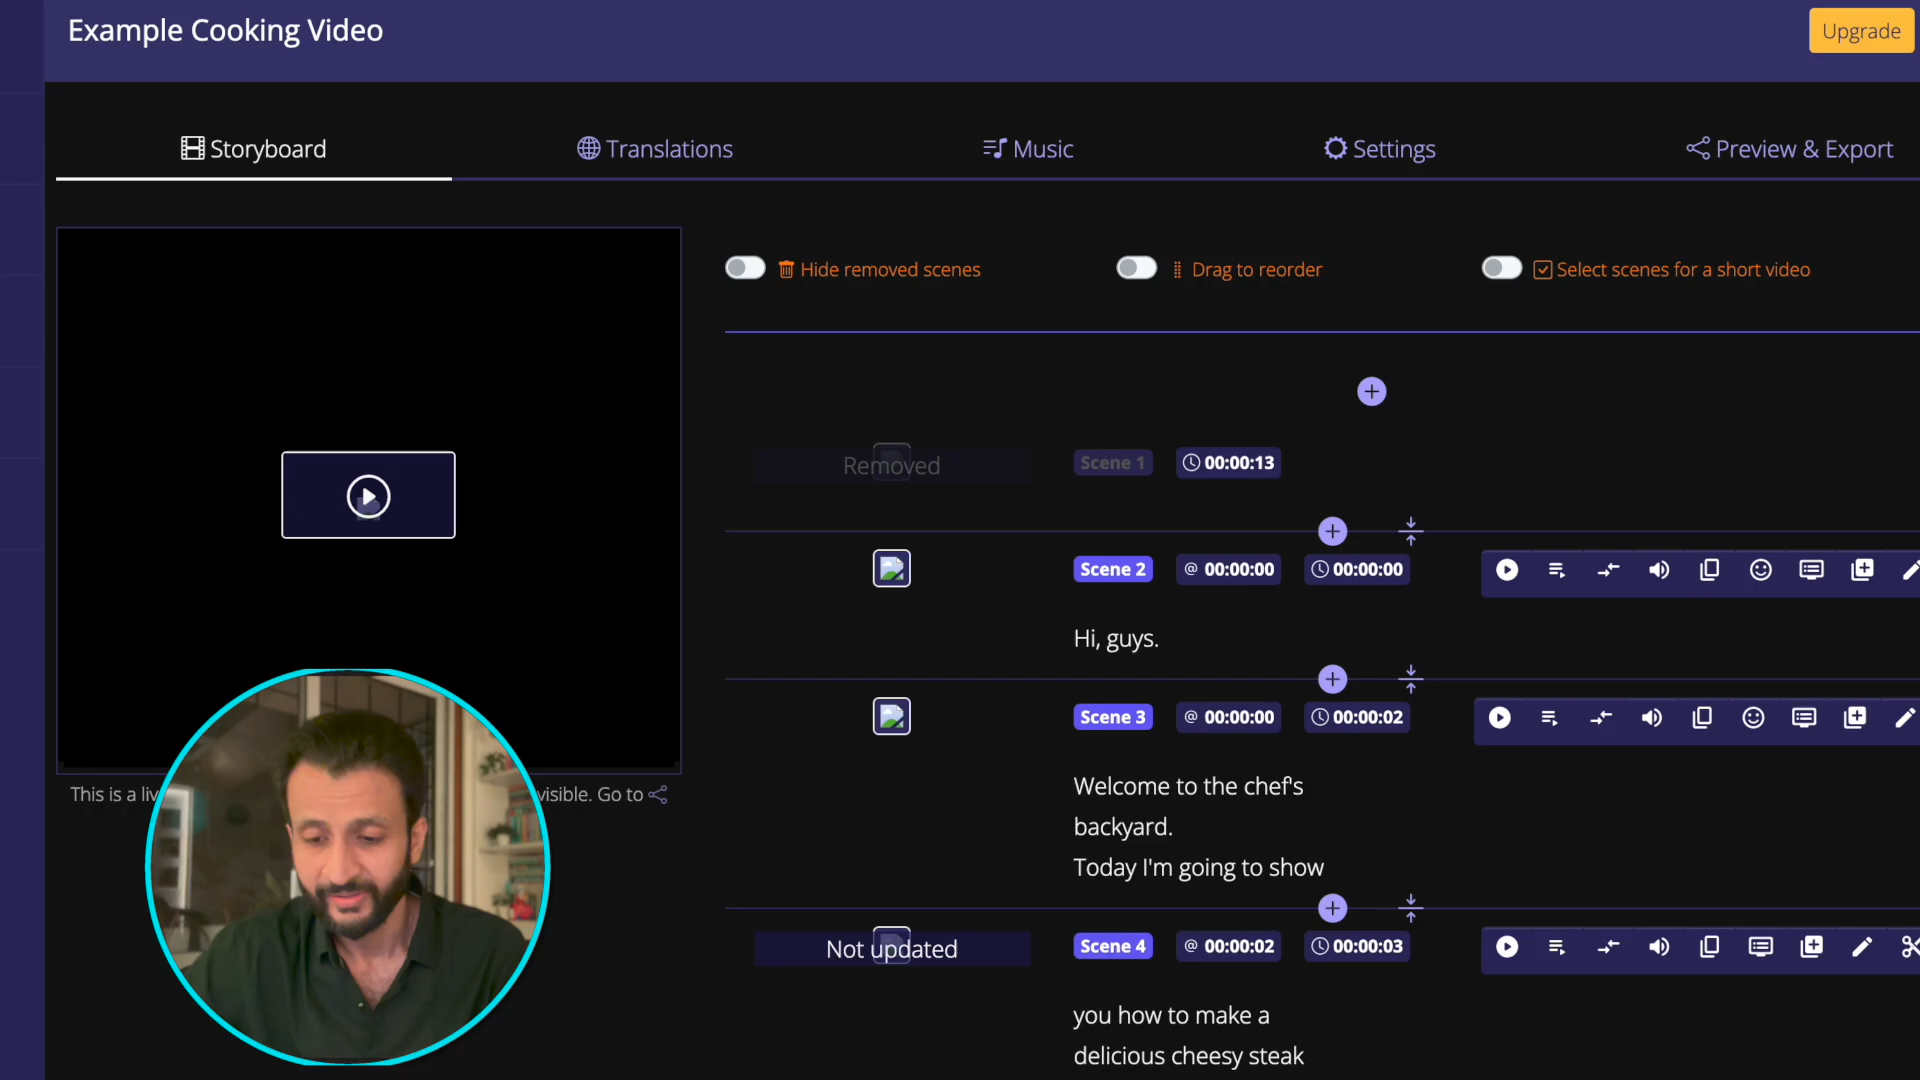 Example Cooking Video
Upgrade
Storyboard
Translations
Music
Settings
Preview & Export
Hide removed scenes
Drag to reorder
Select scenes for a short video
Removed
Scene 1
00:00:13
Scene 2
@ 00:00:00
00:00:00
Hi, guys.
Scene 3
@ 00:00:00
00:00:02
Welcome to the chef's
backyard.
Today I'm going to show
This is a liv
visible. Go to
Not updated
Scene 4
@ 00:00:02
00:00:03
you how to make a
delicious cheesy steak